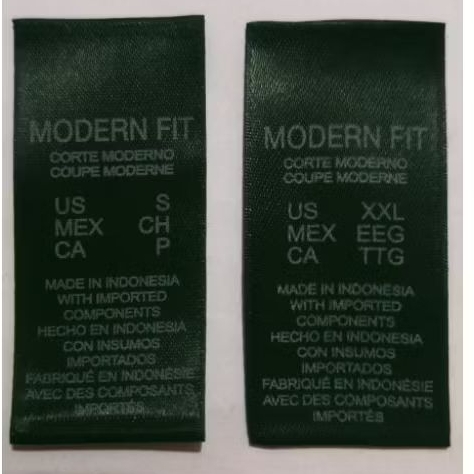 MODERN FIT
CORTE MODERNO
COUPE MODERNE
US S
MEX CH
CA P
MADE IN INDONESIA
WITH IMPORTED
COMPONENTS
HECHO EN INDONESIA
CON INSUMOS
IMPORTADOS
FABRIQUÉ EN INDONÉSIE
AVEC DES COMPOSANTS
IMPORTÉS
MODERN FIT
CORTE MODERNO
COUPE MODERNE
US XXL
MEX EEG
CA TTG
MADE IN INDONESIA
WITH IMPORTED
COMPONENTS
HECHO EN INDONESIA
CON INSUMOS
IMPORTADOS
FABRIQUÉ EN INDONÉSIE
AVEC DES COMPOSANTS
IMPORTÉS